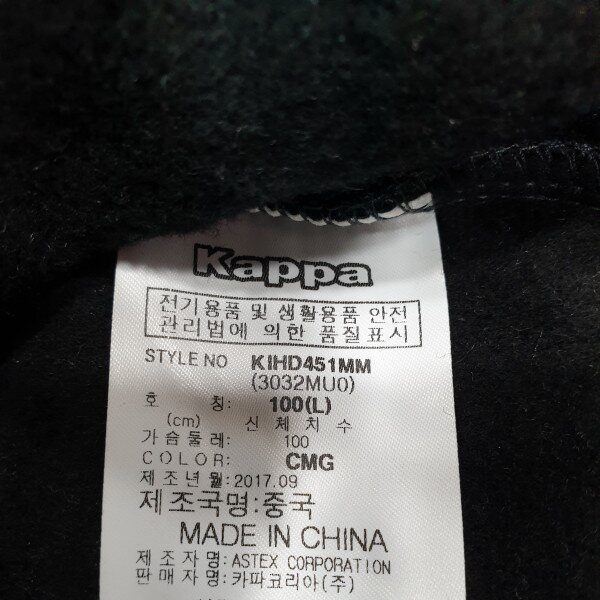 Kappa
전기용품 및 생활용품 안전
관리법에 의한 품질표시
STYLE NO KIHD451MM
(3032MU0)
호 칭: 100(L)
(cm) 신체치수
가슴둘레: 100
COLOR: CMG
제조년월:2017.09
제조국명:중국
MADE IN CHINA
제조자명:ASTEX CORPORATION
판매자명:카파코리아(주)